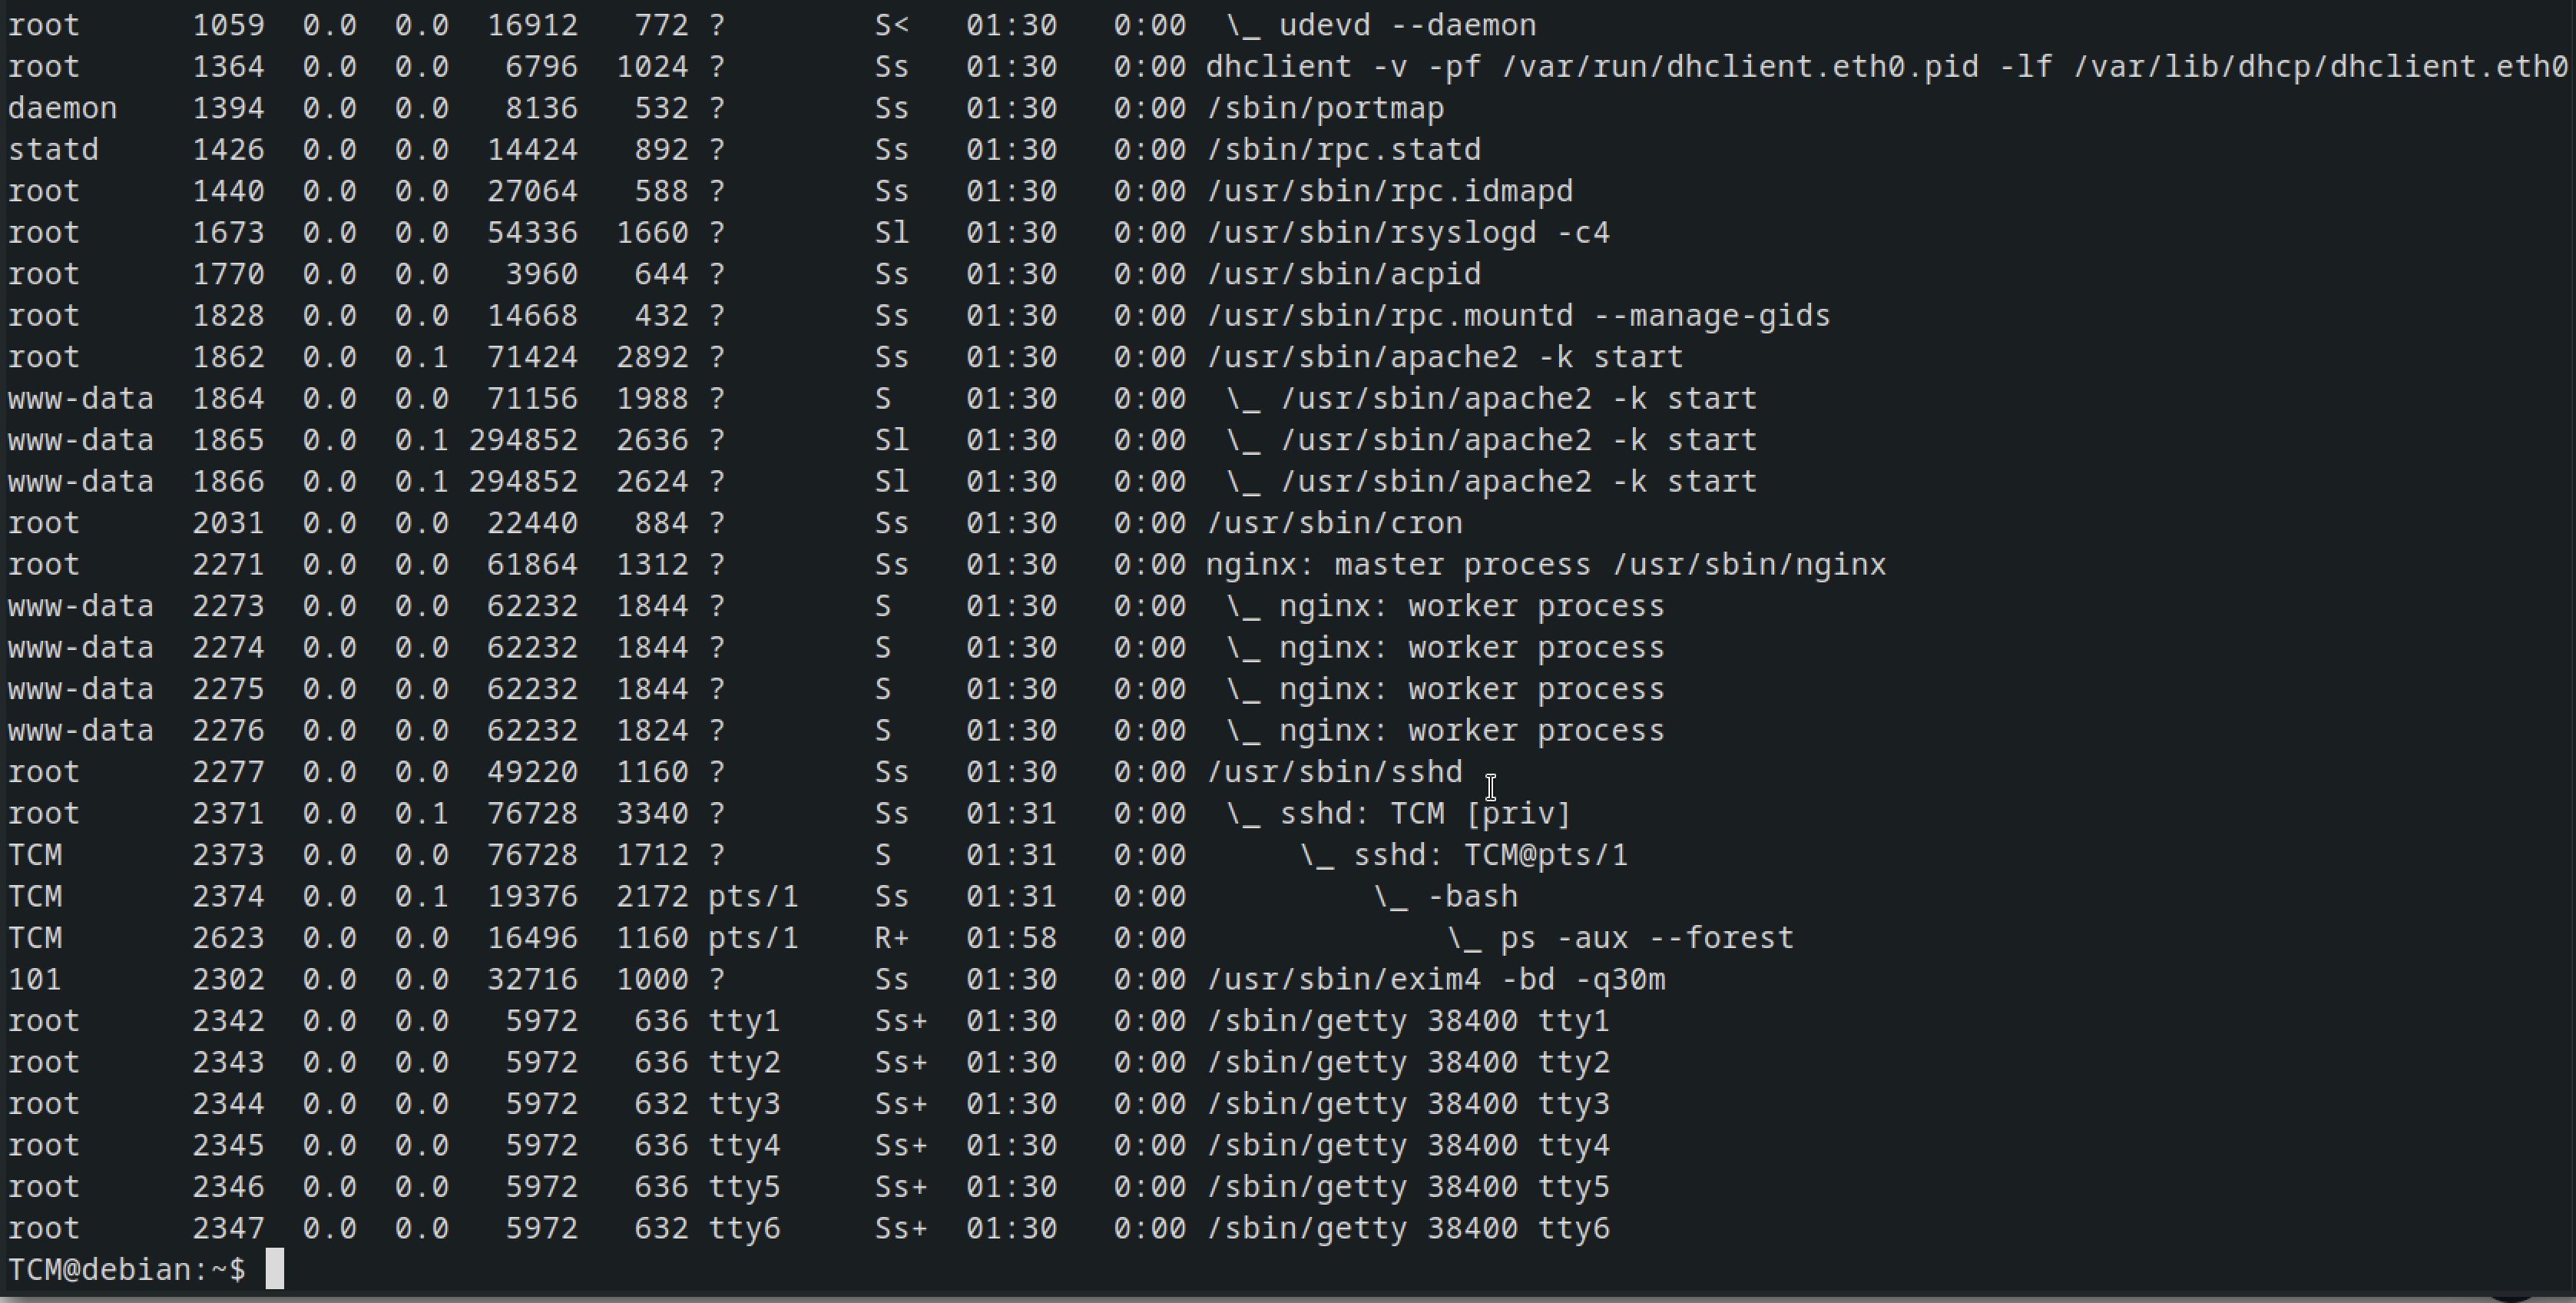 root      1059  0.0  0.0  16912   772 ?        S<   01:30   0:00  \_ udevd --daemon
root      1364  0.0  0.0   6796  1024 ?        Ss   01:30   0:00 dhclient -v -pf /var/run/dhclient.eth0.pid -lf /var/lib/dhcp/dhclient.eth0
daemon    1394  0.0  0.0   8136   532 ?        Ss   01:30   0:00 /sbin/portmap
statd     1426  0.0  0.0  14424   892 ?        Ss   01:30   0:00 /sbin/rpc.statd
root      1440  0.0  0.0  27064   588 ?        Ss   01:30   0:00 /usr/sbin/rpc.idmapd
root      1673  0.0  0.0  54336  1660 ?        Sl   01:30   0:00 /usr/sbin/rsyslogd -c4
root      1770  0.0  0.0   3960   644 ?        Ss   01:30   0:00 /usr/sbin/acpid
root      1828  0.0  0.0  14668   432 ?        Ss   01:30   0:00 /usr/sbin/rpc.mountd --manage-gids
root      1862  0.0  0.1  71424  2892 ?        Ss   01:30   0:00 /usr/sbin/apache2 -k start
www-data  1864  0.0  0.0  71156  1988 ?        S    01:30   0:00  \_ /usr/sbin/apache2 -k start
www-data  1865  0.0  0.1 294852  2636 ?        Sl   01:30   0:00  \_ /usr/sbin/apache2 -k start
www-data  1866  0.0  0.1 294852  2624 ?        Sl   01:30   0:00  \_ /usr/sbin/apache2 -k start
root      2031  0.0  0.0  22440   884 ?        Ss   01:30   0:00 /usr/sbin/cron
root      2271  0.0  0.0  61864  1312 ?        Ss   01:30   0:00 nginx: master process /usr/sbin/nginx
www-data  2273  0.0  0.0  62232  1844 ?        S    01:30   0:00  \_ nginx: worker process
www-data  2274  0.0  0.0  62232  1844 ?        S    01:30   0:00  \_ nginx: worker process
www-data  2275  0.0  0.0  62232  1844 ?        S    01:30   0:00  \_ nginx: worker process
www-data  2276  0.0  0.0  62232  1824 ?        S    01:30   0:00  \_ nginx: worker process
root      2277  0.0  0.0  49220  1160 ?        Ss   01:30   0:00 /usr/sbin/sshd
root      2371  0.0  0.1  76728  3340 ?        Ss   01:31   0:00  \_ sshd: TCM [priv]
TCM       2373  0.0  0.0  76728  1712 ?        S    01:31   0:00      \_ sshd: TCM@pts/1
TCM       2374  0.0  0.1  19376  2172 pts/1    Ss   01:31   0:00          \_ -bash
TCM       2623  0.0  0.0  16496  1160 pts/1    R+   01:58   0:00              \_ ps -aux --forest
101       2302  0.0  0.0  32716  1000 ?        Ss   01:30   0:00 /usr/sbin/exim4 -bd -q30m
root      2342  0.0  0.0   5972   636 tty1     Ss+  01:30   0:00 /sbin/getty 38400 tty1
root      2343  0.0  0.0   5972   636 tty2     Ss+  01:30   0:00 /sbin/getty 38400 tty2
root      2344  0.0  0.0   5972   632 tty3     Ss+  01:30   0:00 /sbin/getty 38400 tty3
root      2345  0.0  0.0   5972   636 tty4     Ss+  01:30   0:00 /sbin/getty 38400 tty4
root      2346  0.0  0.0   5972   636 tty5     Ss+  01:30   0:00 /sbin/getty 38400 tty5
root      2347  0.0  0.0   5972   632 tty6     Ss+  01:30   0:00 /sbin/getty 38400 tty6
TCM@debian:~$